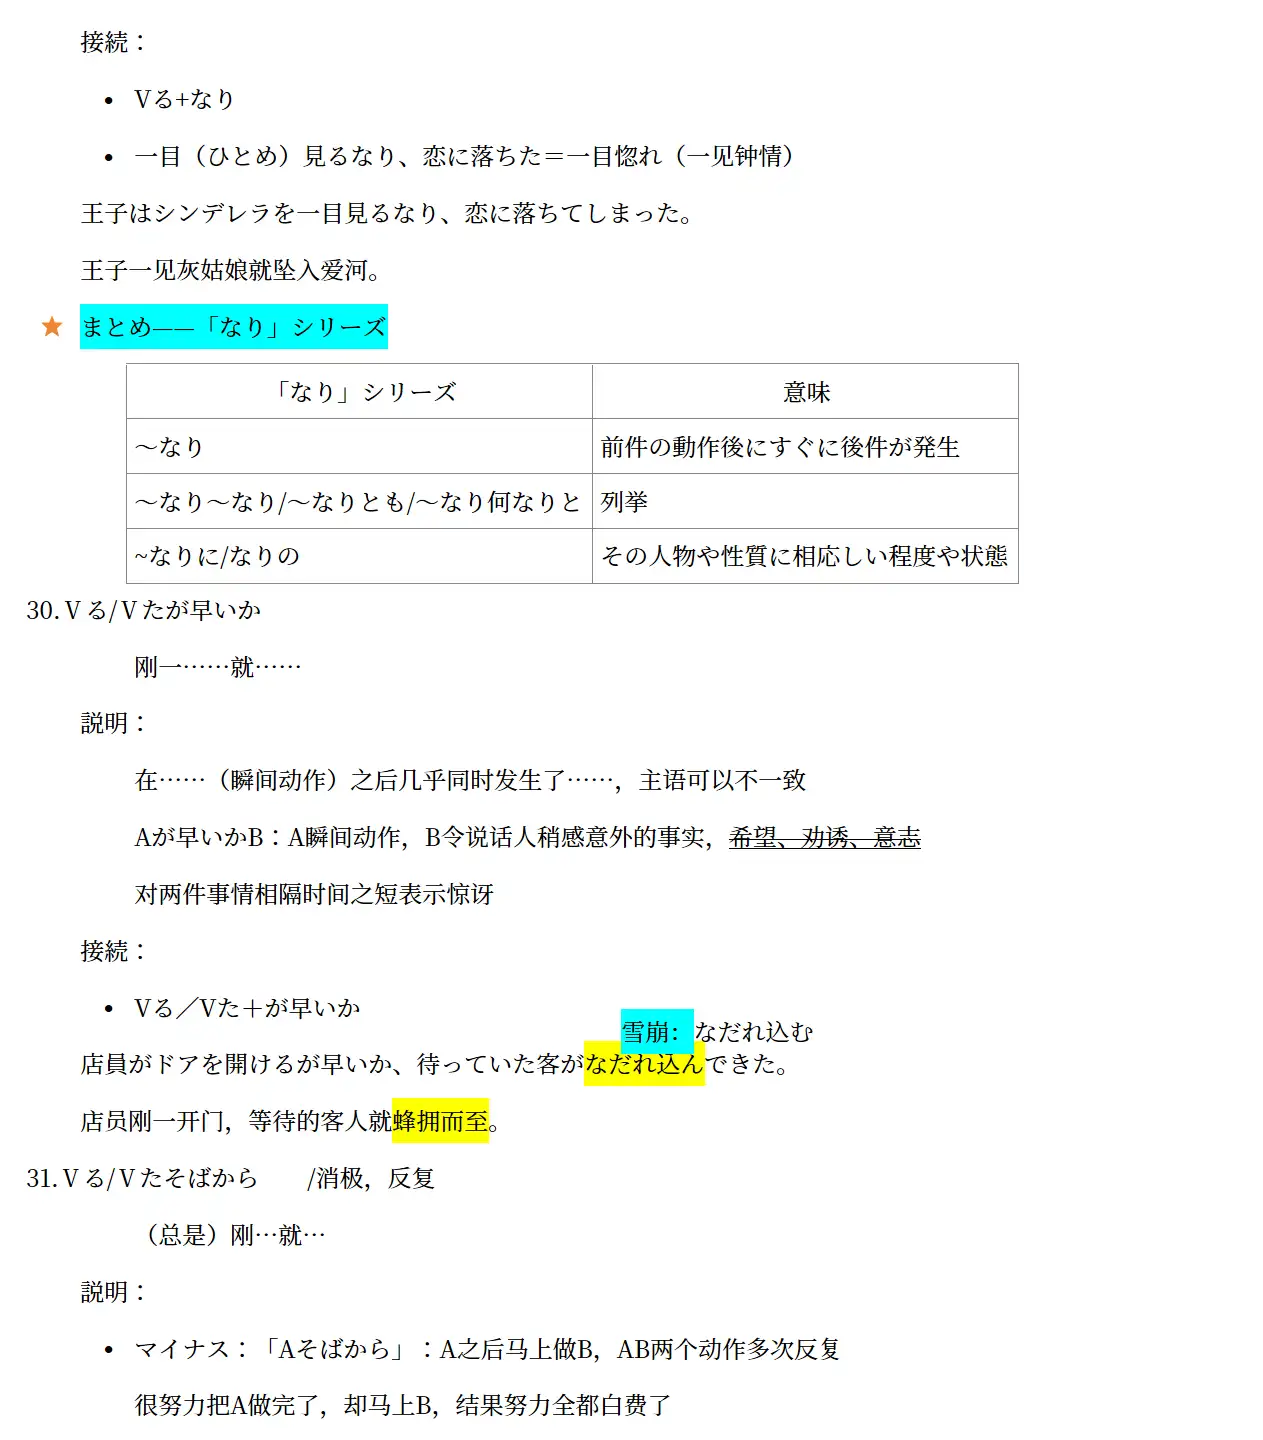 接続：
• Vる+なり
• 一目（ひとめ）見るなり、恋に落ちた＝一目惚れ（一见钟情）
王子はシンデレラを一目見るなり、恋に落ちてしまった。
王子一见灰姑娘就坠入爱河。
★ まとめ——「なり」シリーズ
「なり」シリーズ 意味
～なり 前件の動作後にすぐに後件が発生
～なり～なり/～なりとも/～なり何なりと 列挙
~なりに/なりの その人物や性質に相応しい程度や状態
30.Ｖる/Ｖたが早いか
刚一……就……
説明：
在……（瞬间动作）之后几乎同时发生了……，主语可以不一致
Aが早いかB：A瞬间动作，B令说话人稍感意外的事实，希望、劝诱、意志
对两件事情相隔时间之短表示惊讶
接続：
• Vる／Vた＋が早いか
雪崩：なだれ込む
店員がドアを開けるが早いか、待っていた客がなだれ込んできた。
店员刚一开门，等待的客人就蜂拥而至。
31.Ｖる/Ｖたそばから　　/消极，反复
（总是）刚…就…
説明：
• マイナス：「Aそばから」：A之后马上做B，AB两个动作多次反复
很努力把A做完了，却马上B，结果努力全都白费了